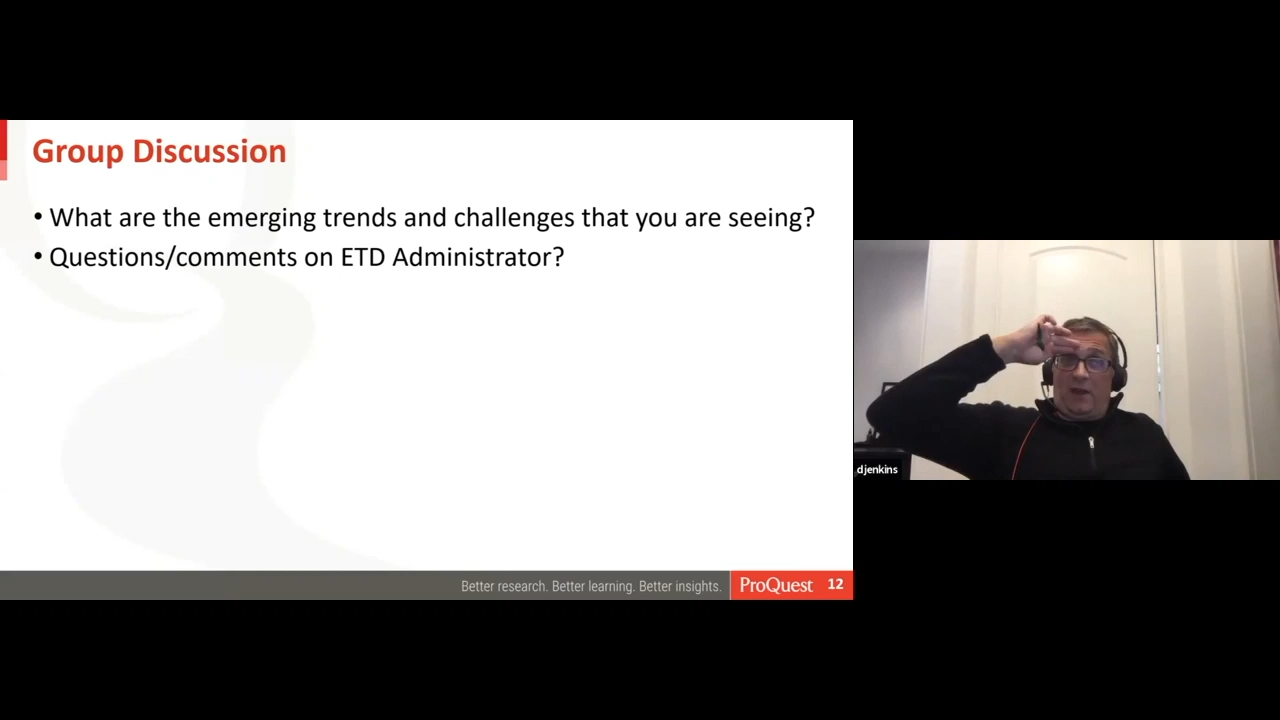 Group Discussion
• What are the emerging trends and challenges that you are seeing?
• Questions/comments on ETD Administrator?
Better research. Better learning. Better insights.
ProQuest
12
djenkins